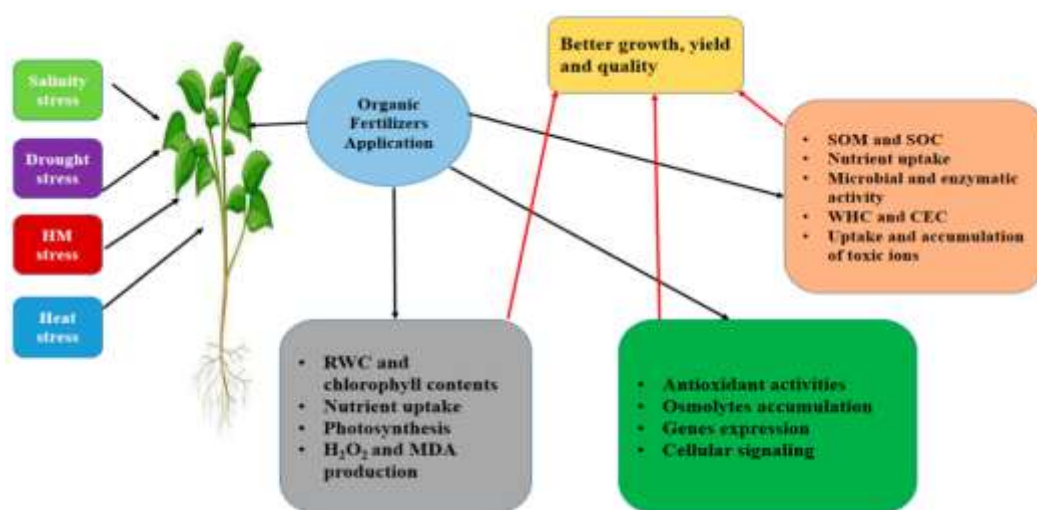 Salinity
stress
Drought
stress
HM
stress
Heat
stress
Organic
Fertilizers
Application
Better growth, yield
and quality
• SOM and SOC
• Nutrient uptake
• Microbial and enzymatic
activity
• WHC and CEC
• Uptake and accumulation
of toxic ions
• RWC and
chlorophyll contents
• Nutrient uptake
• Photosynthesis
• H₂O₂ and MDA
production
• Antioxidant activities
• Osmolytes accumulation
• Genes expression
• Cellular signaling